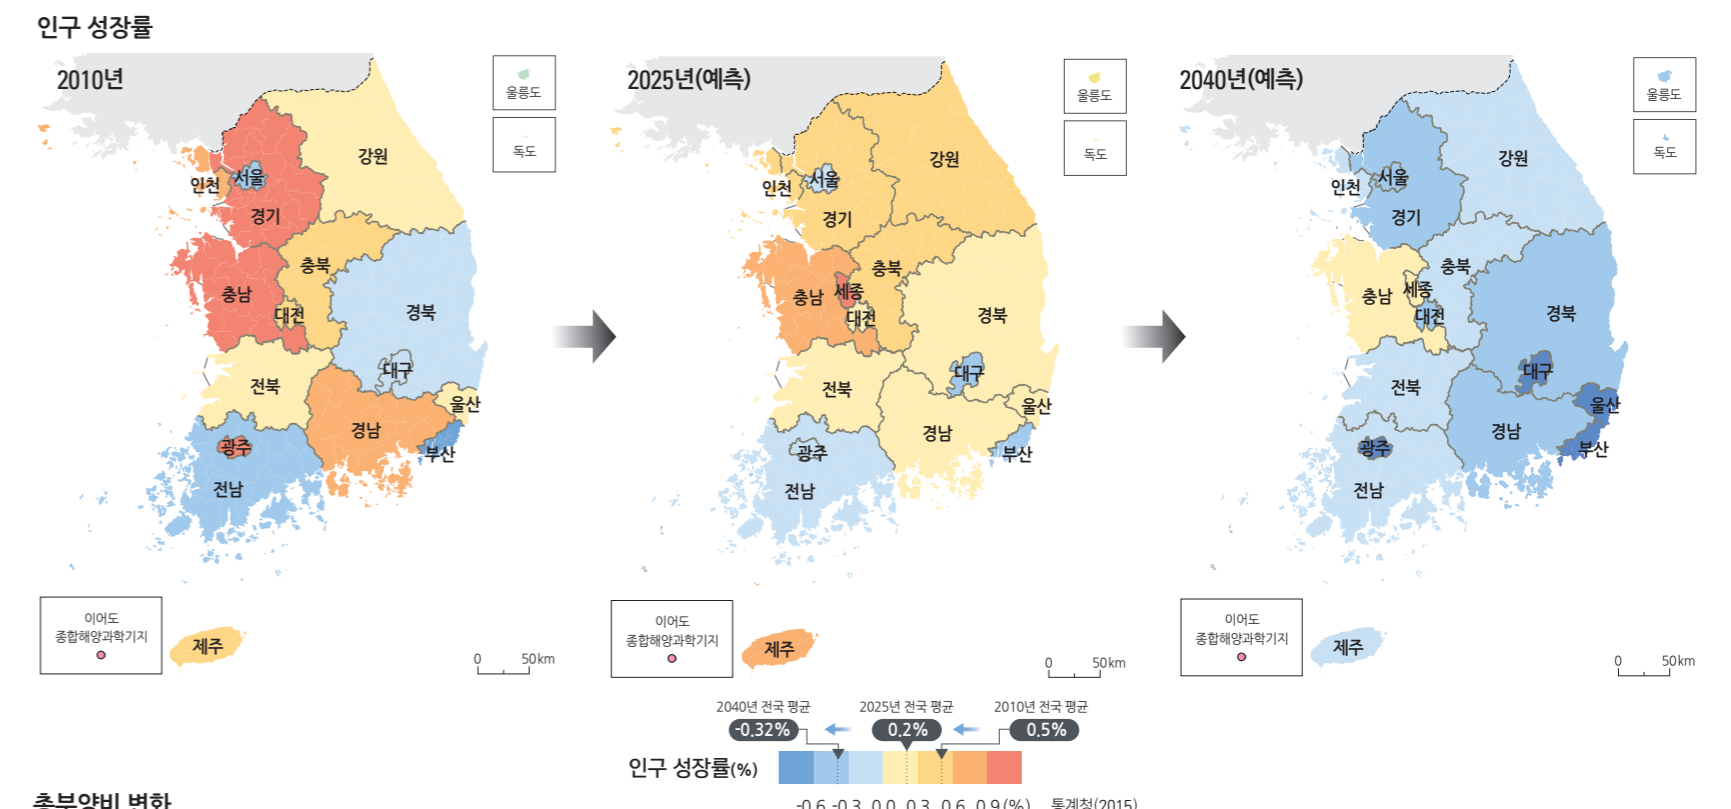 인구 성장률
2010년
울릉도
독도
강원
인천
서울
경기
충북
충남
대전
경북
대구
전북
울산
경남
광주
부산
전남
이어도
종합해양과학기지
제주
0 50km
2025년(예측)
울릉도
독도
강원
인천
서울
경기
충북
충남
세종
대전
경북
대구
전북
울산
경남
광주
부산
전남
이어도
종합해양과학기지
제주
0 50km
2040년(예측)
울릉도
독도
강원
인천
서울
경기
충북
충남
세종
대전
경북
대구
전북
울산
경남
광주
부산
전남
이어도
종합해양과학기지
제주
0 50km
2040년 전국 평균 2025년 전국 평균 2010년 전국 평균
-0.32% 0.2% 0.5%
인구 성장률(%)
-0.6 -0.3 0.0 0.3 0.6 0.9(%) 통계청(2015)
총부양비 변화